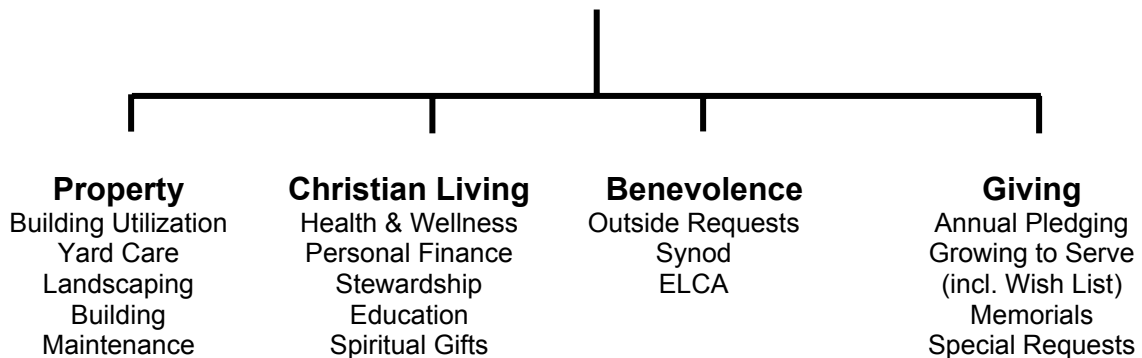 Property
Building Utilization
Yard Care
Landscaping
Building
Maintenance
Christian Living
Health & Wellness
Personal Finance
Stewardship
Education
Spiritual Gifts
Benevolence
Outside Requests
Synod
ELCA
Giving
Annual Pledging
Growing to Serve
(incl. Wish List)
Memorials
Special Requests